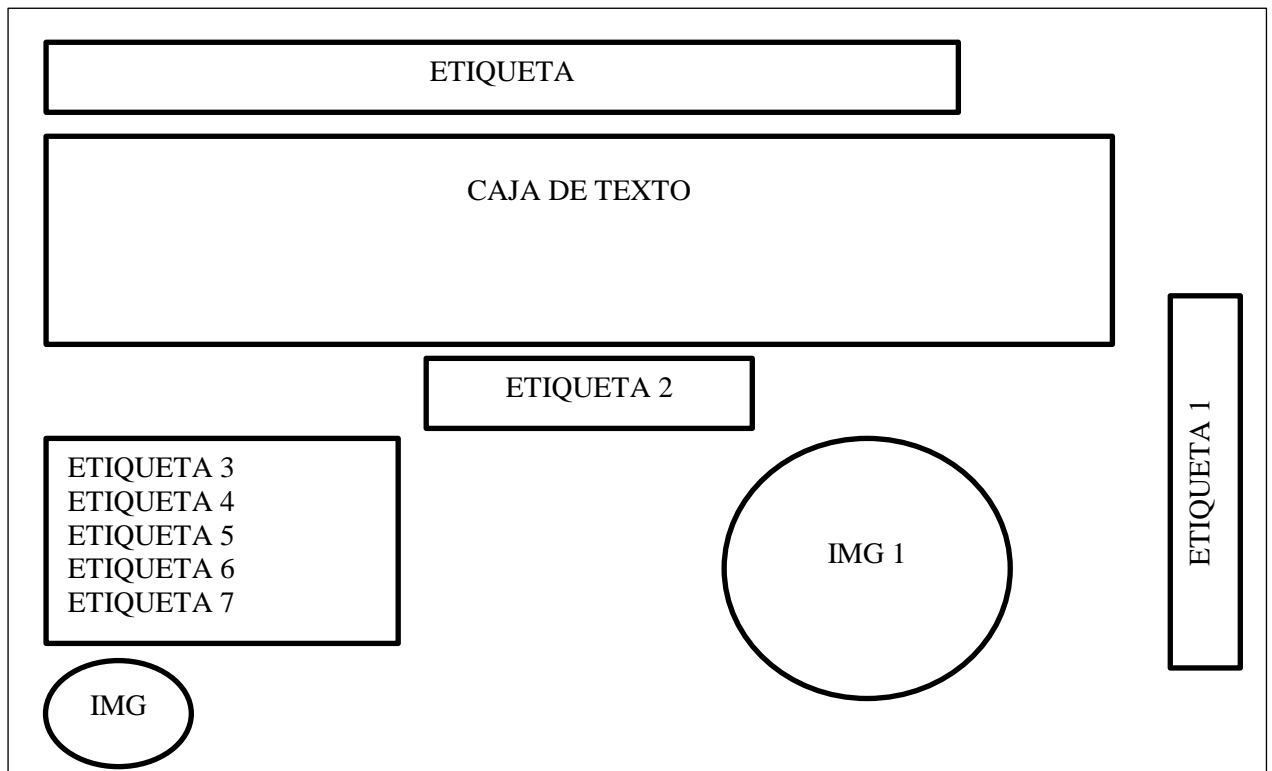 ETIQUETA
CAJA DE TEXTO
ETIQUETA 2
ETIQUETA 1
ETIQUETA 3
ETIQUETA 4
ETIQUETA 5
ETIQUETA 6
ETIQUETA 7
IMG 1
IMG